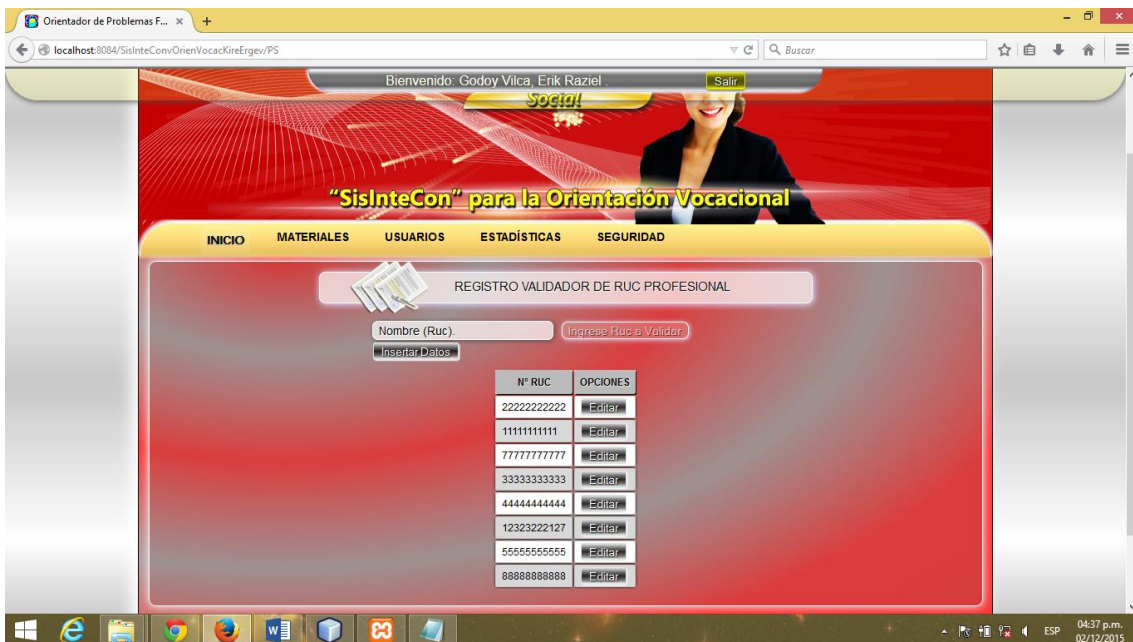 Orientador de Problemas F... × +
localhost:8084/SisInteConvOrienVocacKireErgev/PS
Buscar
Bienvenido: Godoy Vilca, Erik Raziel .
Salir
Social
"SisInteCon" para la Orientación Vocacional
INICIO MATERIALES USUARIOS ESTADÍSTICAS SEGURIDAD
REGISTRO VALIDADOR DE RUC PROFESIONAL
Nombre (Ruc). Ingrese Ruc a Validar
Insertar Datos
N° RUC OPCIONES
22222222222 Editar
11111111111 Editar
77777777777 Editar
33333333333 Editar
44444444444 Editar
12323222127 Editar
55555555555 Editar
88888888888 Editar
ESP
04:37 p.m.
02/12/2015